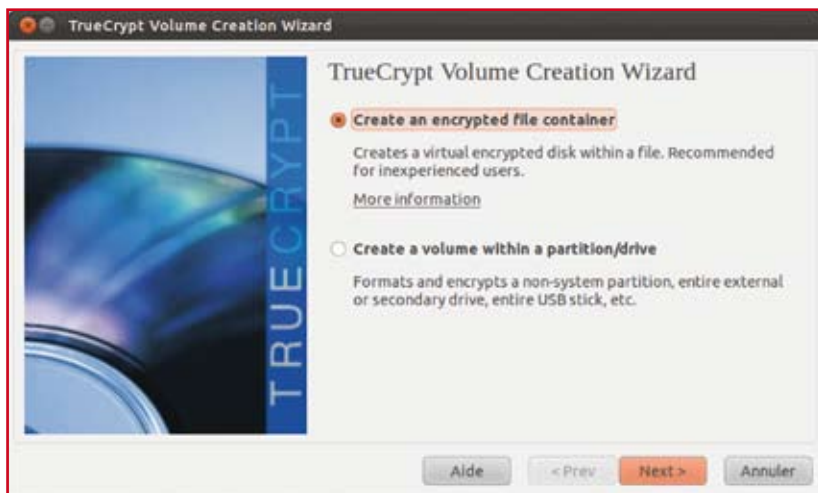 TrueCrypt Volume Creation Wizard
TRUECRYPT
TrueCrypt Volume Creation Wizard
Create an encrypted file container
Creates a virtual encrypted disk within a file. Recommended
for inexperienced users.
More information
Create a volume within a partition/drive
Formats and encrypts a non-system partition, entire external
or secondary drive, entire USB stick, etc.
Aide
< Prev
Next >
Annuler